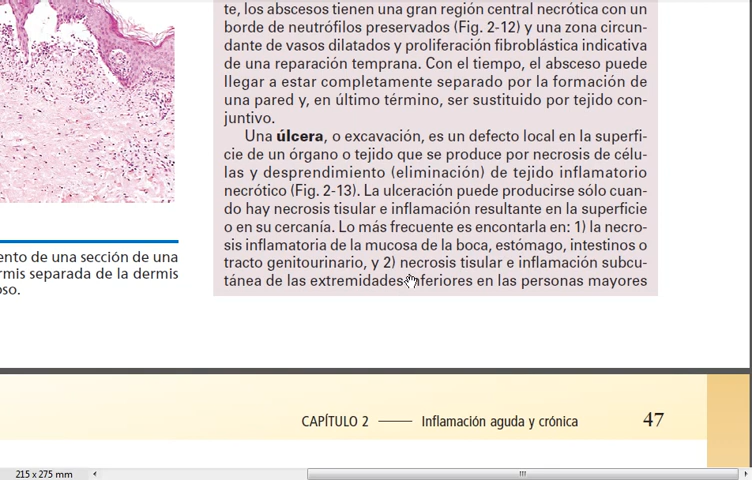 te, los abscesos tienen una gran región central necrótica con un
borde de neutrófilos preservados (Fig. 2-12) y una zona circun-
dante de vasos dilatados y proliferación fibroblástica indicativa
de una reparación temprana. Con el tiempo, el absceso puede
llegar a estar completamente separado por la formación de
una pared y, en último término, ser sustituido por tejido con-
juntivo.
Una úlcera, o excavación, es un defecto local en la superfi-
cie de un órgano o tejido que se produce por necrosis de célu-
las y desprendimiento (eliminación) de tejido inflamatorio
necrótico (Fig. 2-13). La ulceración puede producirse sólo cuan-
do hay necrosis tisular e inflamación resultante en la superficie
o en su cercanía. Lo más frecuente es encontarla en: 1) la necro-
sis inflamatoria de la mucosa de la boca, estómago, intestinos o
tracto genitourinario, y 2) necrosis tisular e inflamación subcu-
tánea de las extremidades inferiores en las personas mayores
ento de una sección de una
rmis separada de la dermis
oso.
CAPÍTULO 2 —— Inflamación aguda y crónica 47
215 x 275 mm